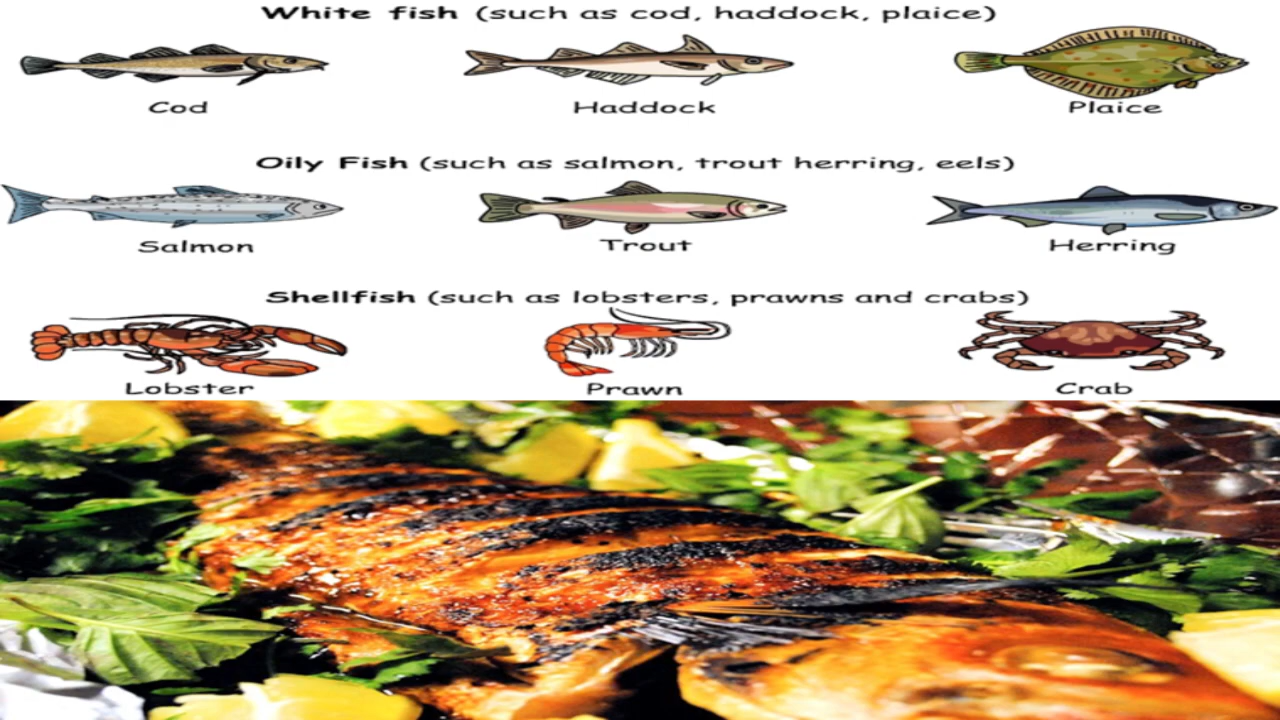 White fish (such as cod, haddock, plaice)
Cod Haddock Plaice
Oily Fish (such as salmon, trout herring, eels)
Salmon Trout Herring
Shellfish (such as lobsters, prawns and crabs)
Lobster Prawn Crab